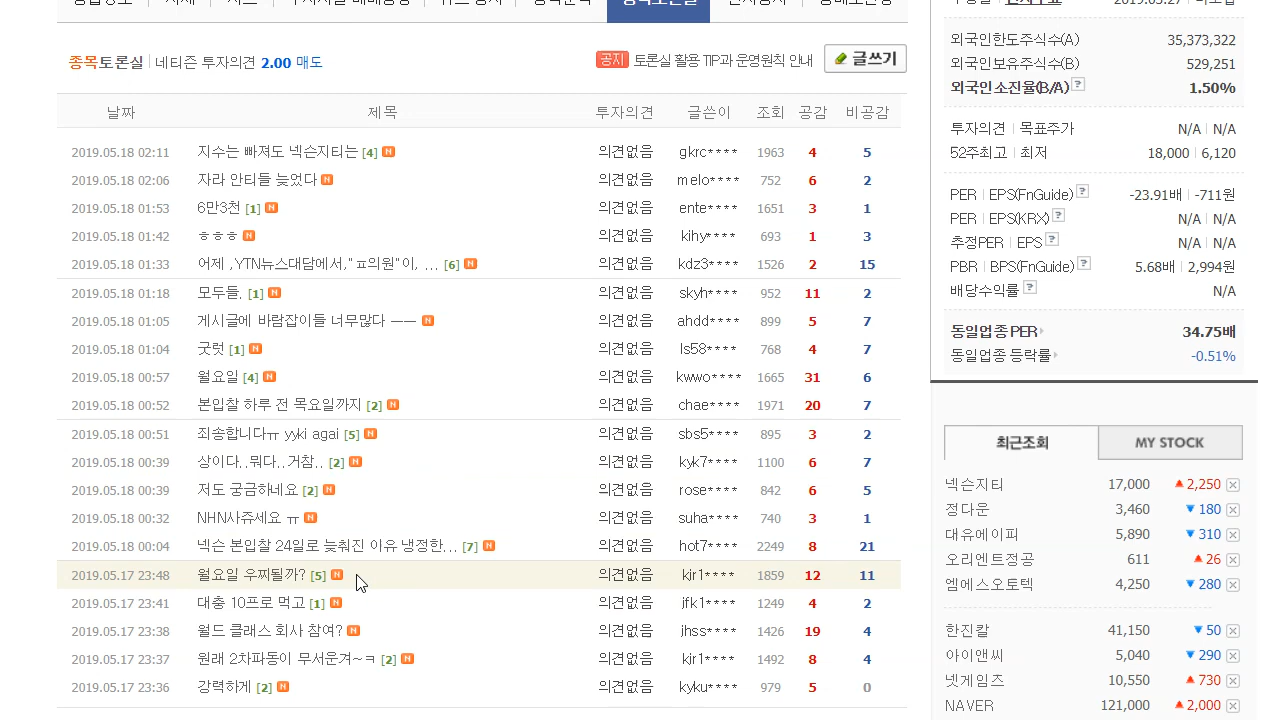 종목토론실
종목토론실 네티즌 투자의견 2.00 매도
공지 토론실 활용 TIP과 운영원칙 안내 글쓰기
날짜 제목 투자의견 글쓴이 조회 공감 비공감
2019.05.18 02:11 지수는 빠져도 넥슨지티는 [4] N 의견없음 gkrc**** 1963 4 5
2019.05.18 02:06 자라 안티들 늦었다 N 의견없음 melo**** 752 6 2
2019.05.18 01:53 6만3천 [1] N 의견없음 ente**** 1651 3 1
2019.05.18 01:42 ㅎㅎㅎ N 의견없음 kihy**** 693 1 3
2019.05.18 01:33 어제 ,YTN뉴스대담에서,"ㅍ의원"이, ... [6] N 의견없음 kdz3**** 1526 2 15
2019.05.18 01:18 모두들, [1] N 의견없음 skyh**** 952 11 2
2019.05.18 01:05 게시글에 바람잡이들 너무많다 ㅡㅡ N 의견없음 ahdd**** 899 5 7
2019.05.18 01:04 굿럿 [1] N 의견없음 ls58**** 768 4 7
2019.05.18 00:57 월요일 [4] N 의견없음 kwwo**** 1665 31 6
2019.05.18 00:52 본입찰 하루 전 목요일까지 [2] N 의견없음 chae**** 1971 20 7
2019.05.18 00:51 죄송합니다ㅠ yyki agai [5] N 의견없음 sbs5**** 895 3 2
2019.05.18 00:39 상이다..뭐다..거참.. [2] N 의견없음 kyk7**** 1100 6 7
2019.05.18 00:39 저도 궁금하네요 [2] N 의견없음 rose**** 842 6 5
2019.05.18 00:32 NHN사쥬세요 ㅠ N 의견없음 suha**** 740 3 1
2019.05.18 00:04 넥슨 본입찰 24일로 늦춰진 이유 냉정한... [7] N 의견없음 hot7**** 2249 8 21
2019.05.17 23:48 월요일 우찌될까? [5] N 의견없음 kjr1**** 1859 12 11
2019.05.17 23:41 대충 10프로 먹고 [1] N 의견없음 jfk1**** 1249 4 2
2019.05.17 23:38 월드 클래스 회사 참여? N 의견없음 jhss**** 1426 19 4
2019.05.17 23:37 원래 2차파동이 무서운겨~ㅋ [2] N 의견없음 kjr1**** 1492 8 4
2019.05.17 23:36 강력하게 [2] N 의견없음 kyku**** 979 5 0
외국인한도주식수(A) 35,373,322
외국인보유주식수(B) 529,251
외국인소진율(B/A) ? 1.50%
투자의견 | 목표주가 N/A | N/A
52주최고 | 최저 18,000 | 6,120
PER | EPS(FnGuide) ? -23.91배 | -711원
PER | EPS(KRX) ? N/A | N/A
추정PER | EPS ? N/A | N/A
PBR | BPS(FnGuide) ? 5.68배 | 2,994원
배당수익률 ? N/A
동일업종 PER 34.75배
동일업종 등락률 -0.51%
최근조회 MY STOCK
넥슨지티 17,000 ▲2,250
정다운 3,460 ▼180
대유에이피 5,890 ▼310
오리엔트정공 611 ▲26
엠에스오토텍 4,250 ▼280
한진칼 41,150 ▼50
아이앤씨 5,040 ▼290
넷게임즈 10,550 ▲730
NAVER 121,000 ▲2,000